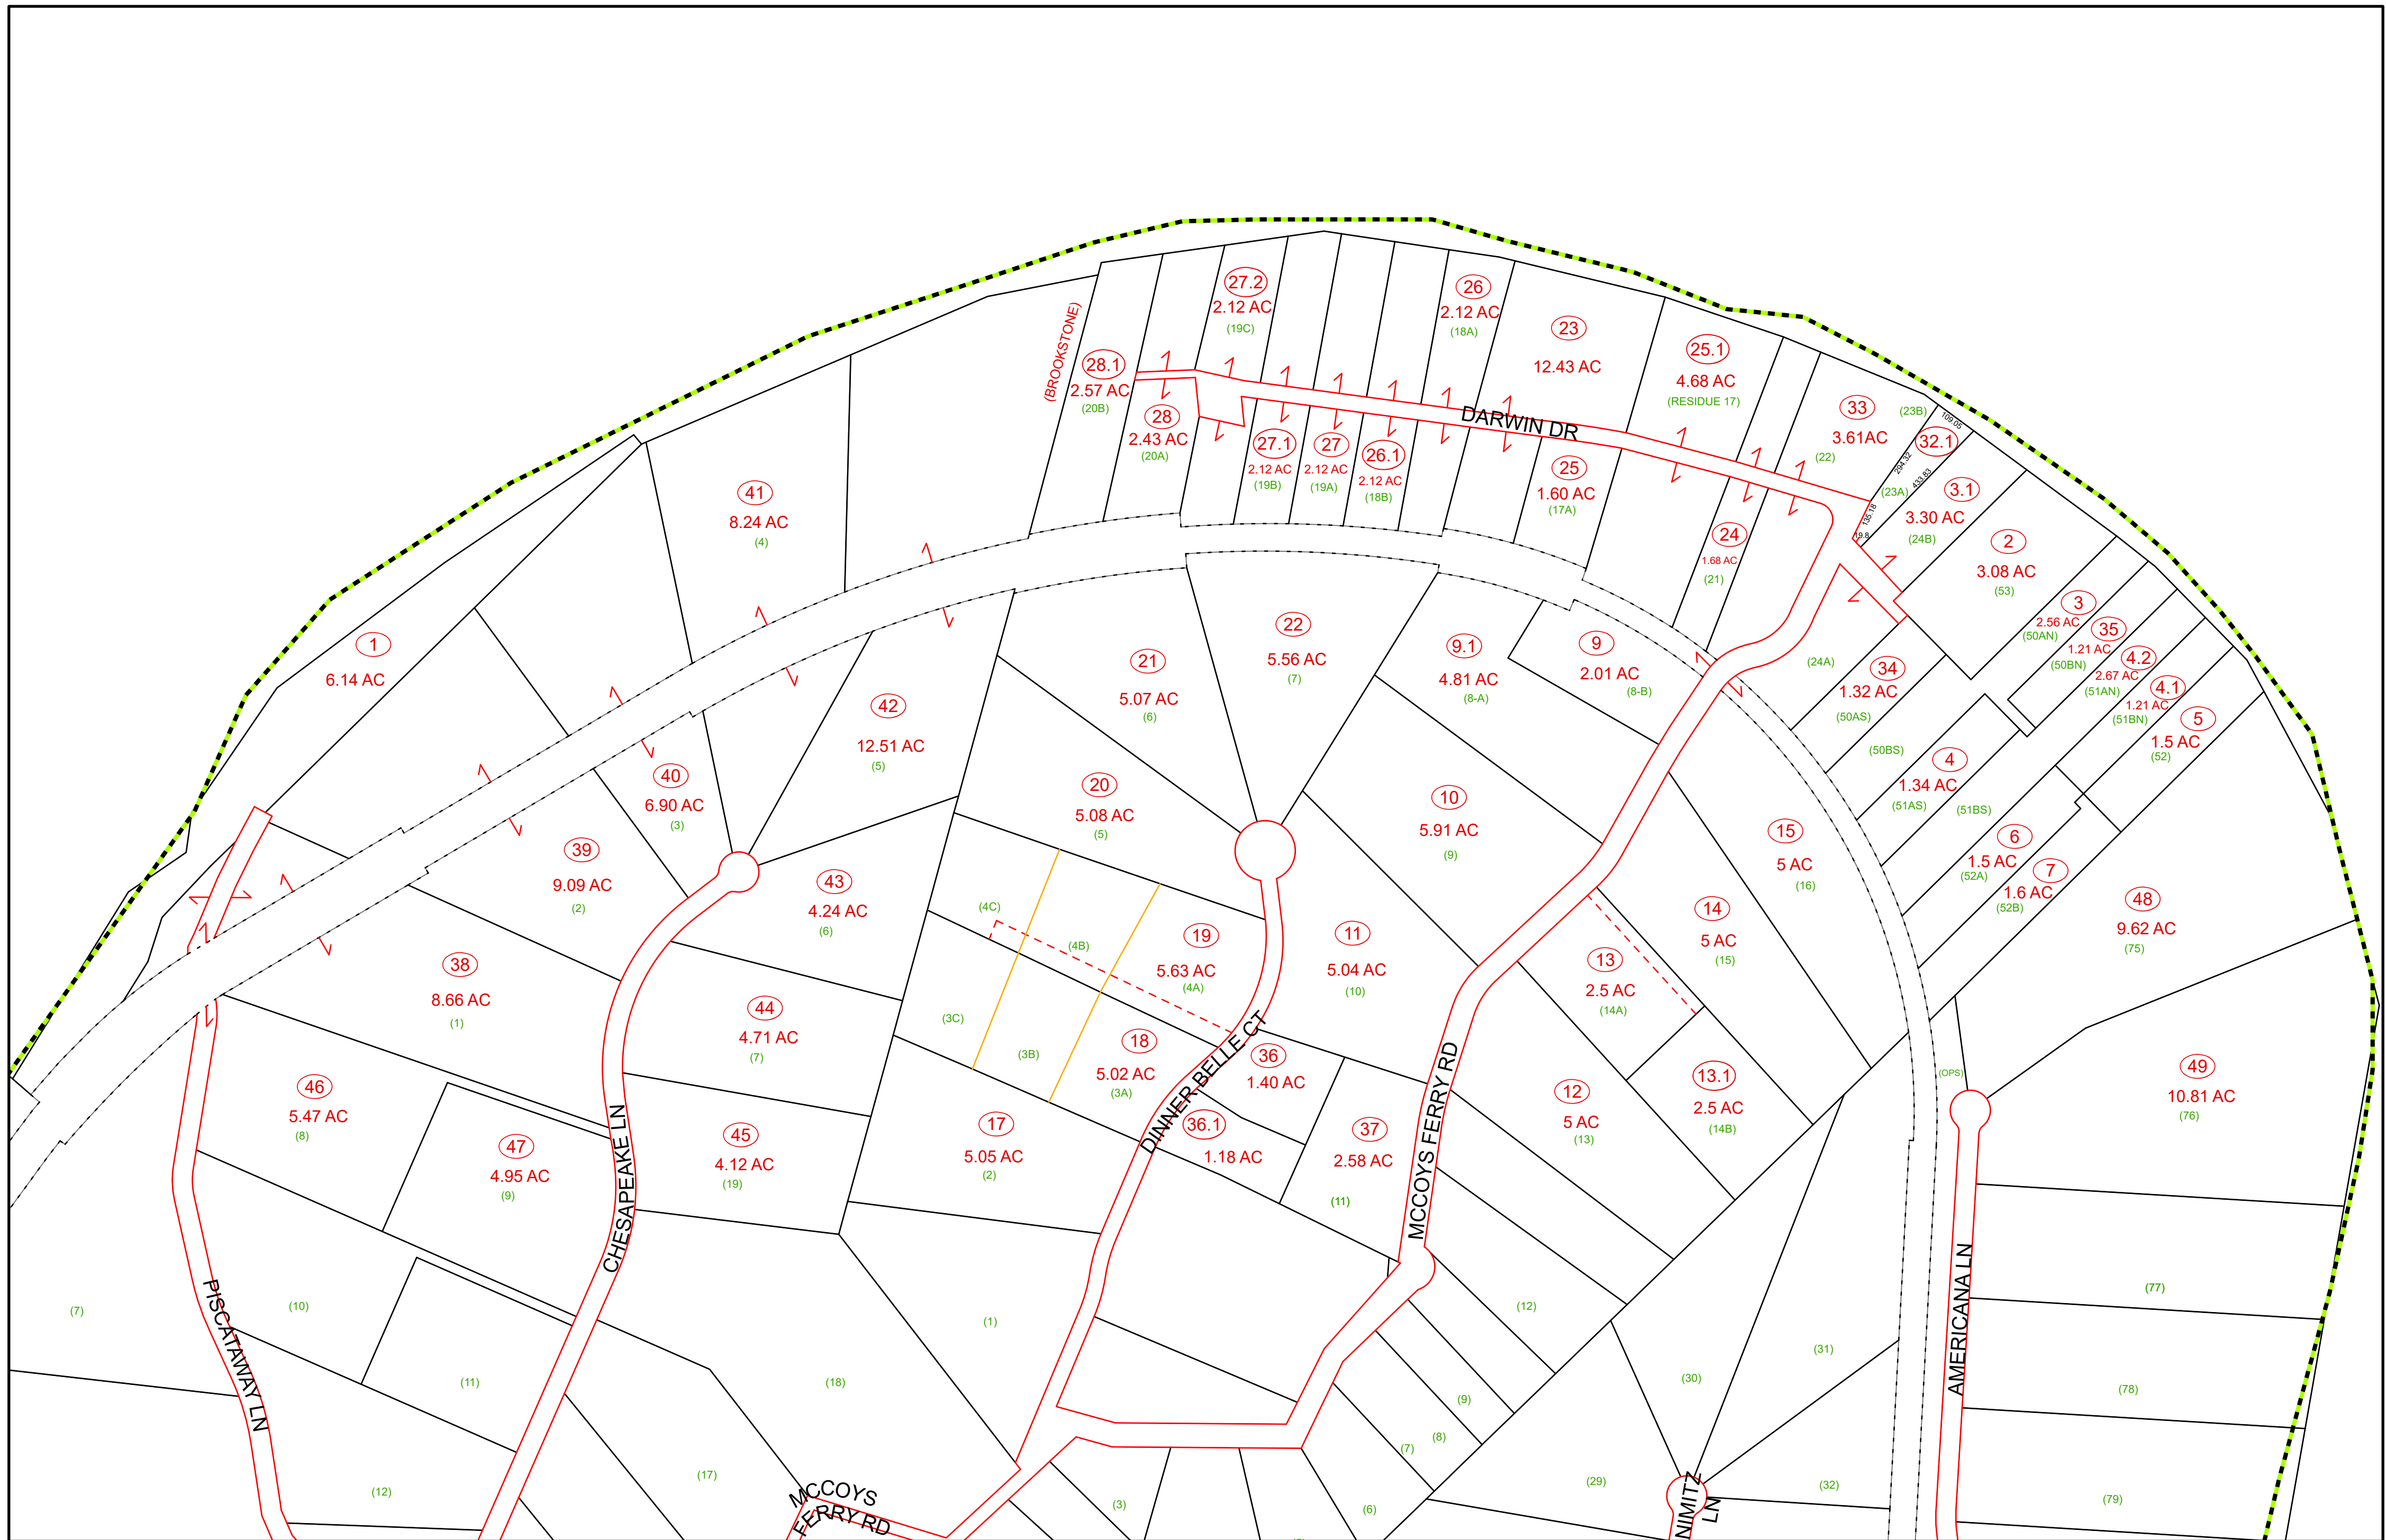 (BROOKSTONE)
27.2
2.12 AC
(19C)
26
2.12 AC
(18A)
23
12.43 AC
25.1
4.68 AC
(RESIDUE 17)
28.1
2.57 AC
(20B)
28
2.43 AC
(20A)
27.1
2.12 AC
(19B)
27
2.12 AC
(19A)
26.1
2.12 AC
(18B)
DARWIN DR
25
1.60 AC
(17A)
24
1.68 AC
(21)
33
3.61AC
(22)
(23B)
109.05
32.1
294.32
433.83
(23A)
135.18
19.8
3.1
3.30 AC
(24B)
2
3.08 AC
(53)
3
2.56 AC
(50AN)
35
1.21 AC
(50BN)
4.2
2.67 AC
(51AN)
4.1
1.21 AC
(51BN)
5
1.5 AC
(52)
41
8.24 AC
(4)
1
6.14 AC
42
12.51 AC
(5)
40
6.90 AC
(3)
39
9.09 AC
(2)
21
5.07 AC
(6)
22
5.56 AC
(7)
9.1
4.81 AC
(8-A)
9
2.01 AC
(8-B)
(24A)
34
1.32 AC
(50AS)
(50BS)
4
1.34 AC
(51AS)
(51BS)
6
1.5 AC
(52A)
7
1.6 AC
(52B)
20
5.08 AC
(5)
10
5.91 AC
(9)
15
5 AC
(16)
43
4.24 AC
(6)
(4C)
(4B)
19
5.63 AC
(4A)
11
5.04 AC
(10)
14
5 AC
(15)
13
2.5 AC
(14A)
48
9.62 AC
(75)
38
8.66 AC
(1)
44
4.71 AC
(7)
(3C)
(3B)
18
5.02 AC
(3A)
DINNER BELLE CT
36
1.40 AC
36.1
1.18 AC
37
2.58 AC
(11)
MCCOYS FERRY RD
12
5 AC
(13)
13.1
2.5 AC
(14B)
(OPS)
49
10.81 AC
(76)
46
5.47 AC
(8)
47
4.95 AC
(9)
CHESAPEAKE LN
45
4.12 AC
(19)
17
5.05 AC
(2)
(7)
PISCATAWAY LN
(10)
(11)
(12)
(17)
(18)
(1)
MCCOYS
FERRY RD
(3)
(6)
(7)
(8)
(9)
(12)
(29)
(30)
(31)
(32)
NIMITZ
LN
AMERICANA LN
(77)
(78)
(79)